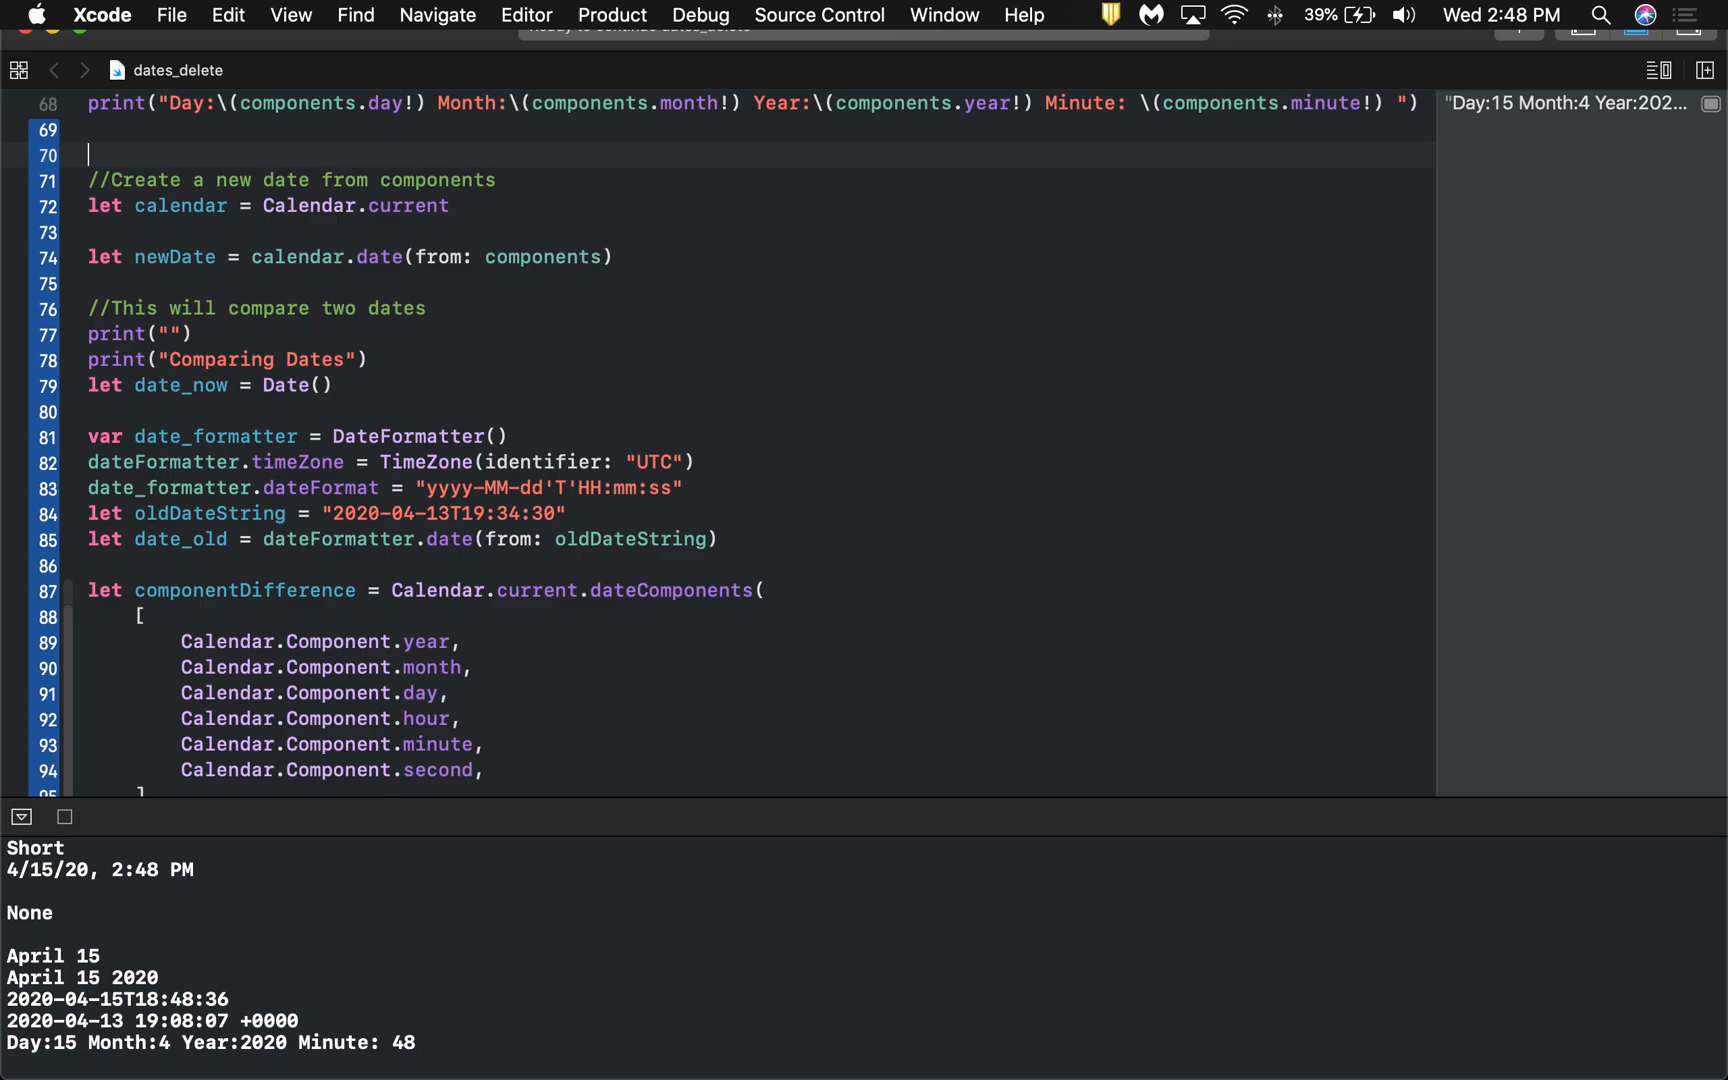 Xcode File Edit View Find Navigate Editor Product Debug Source Control Window Help 39% Wed 2:48 PM
Ready to continue dates_delete
dates_delete
68 print("Day:\(components.day!) Month:\(components.month!) Year:\(components.year!) Minute: \(components.minute!) ") "Day:15 Month:4 Year:202...
69
70
71 //Create a new date from components
72 let calendar = Calendar.current
73
74 let newDate = calendar.date(from: components)
75
76 //This will compare two dates
77 print("")
78 print("Comparing Dates")
79 let date_now = Date()
80
81 var date_formatter = DateFormatter()
82 dateFormatter.timeZone = TimeZone(identifier: "UTC")
83 date_formatter.dateFormat = "yyyy-MM-dd'T'HH:mm:ss"
84 let oldDateString = "2020-04-13T19:34:30"
85 let date_old = dateFormatter.date(from: oldDateString)
86
87 let componentDifference = Calendar.current.dateComponents(
88 [
89 Calendar.Component.year,
90 Calendar.Component.month,
91 Calendar.Component.day,
92 Calendar.Component.hour,
93 Calendar.Component.minute,
94 Calendar.Component.second,
95 ]
Short
4/15/20, 2:48 PM
None
April 15
April 15 2020
2020-04-15T18:48:36
2020-04-13 19:08:07 +0000
Day:15 Month:4 Year:2020 Minute: 48